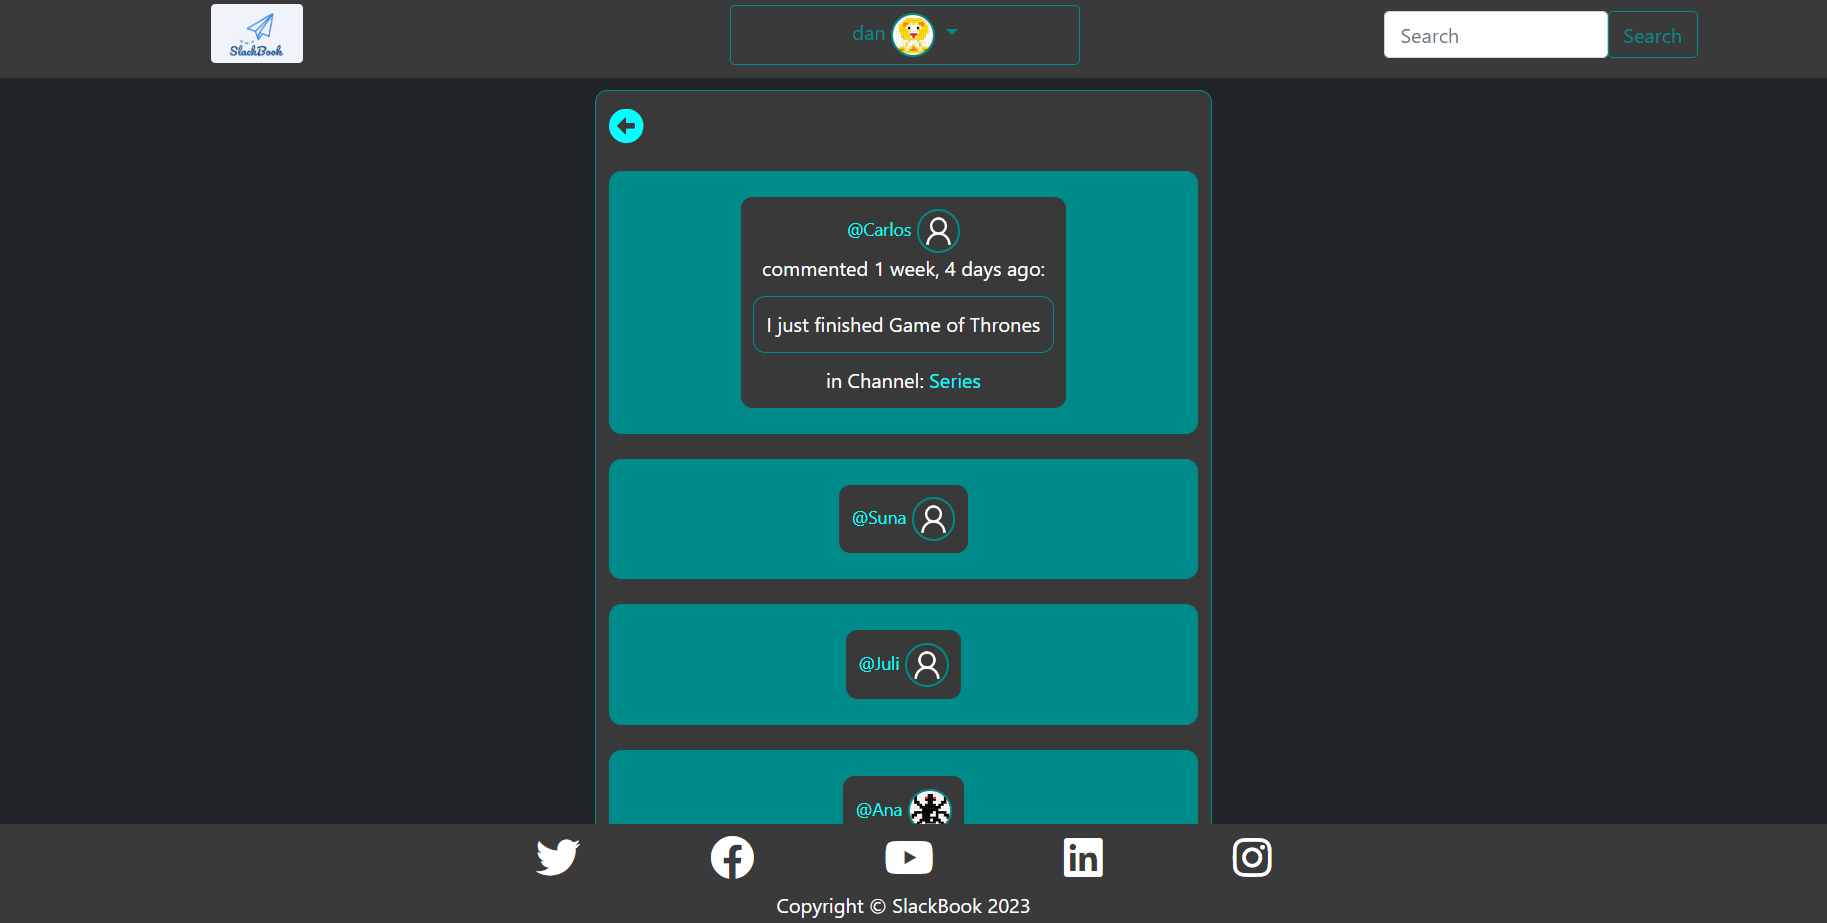 SlackBook
dan
Search
Search
@Carlos
commented 1 week, 4 days ago:
I just finished Game of Thrones
in Channel: Series
@Suna
@Juli
@Ana
in
Copyright © SlackBook 2023